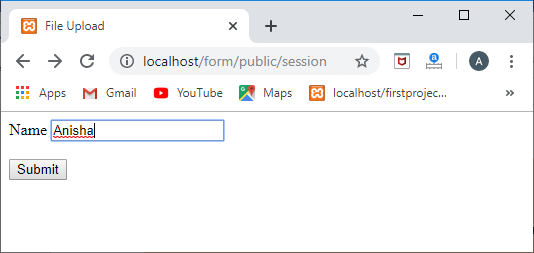 File Upload
localhost/form/public/session
A
Apps Gmail YouTube Maps localhost/firstprojec...
Name Anisha
Submit